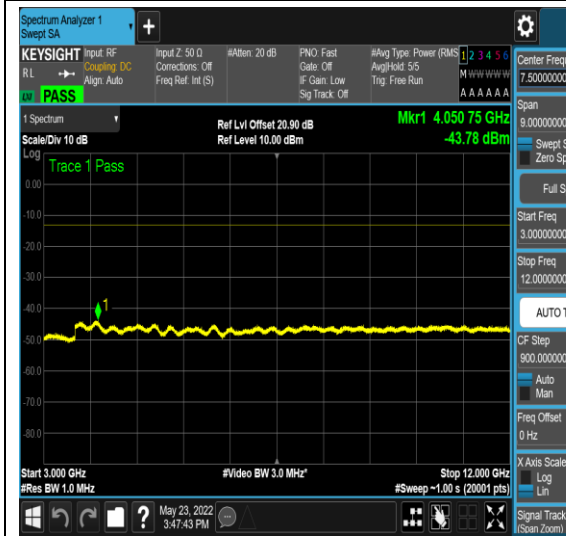 Spectrum Analyzer 1
Swept SA
+
KEYSIGHT
RL
PASS
Input: RF
Coupling: DC
Align: Auto
Input Z: 50 Ω
Corrections: Off
Freq Ref: Int (S)
#Atten: 20 dB
PNO: Fast
Gate: Off
IF Gain: Low
Sig Track: Off
#Avg Type: Power (RMS
Avg|Hold: 5/5
Trig: Free Run
1 2 3 4 5 6
M W W W W W
A A A A A A
1 Spectrum
Scale/Div 10 dB
Ref Lvl Offset 20.90 dB
Ref Level 10.00 dBm
Mkr1 4.050 75 GHz
-43.78 dBm
Log
Trace 1 Pass
0.00
-10.0
-20.0
-30.0
-40.0
-50.0
-60.0
-70.0
-80.0
1
Start 3.000 GHz
#Res BW 1.0 MHz
#Video BW 3.0 MHz*
Stop 12.000 GHz
#Sweep ~1.00 s (20001 pts)
?
May 23, 2022
3:47:43 PM
Center Frequ
7.50000000
Span
9.00000000
Swept S
Zero Sp
Full S
Start Freq
3.00000000
Stop Freq
12.0000000
AUTO T
CF Step
900.000000
Auto
Man
Freq Offset
0 Hz
X Axis Scale
Log
Lin
Signal Track
(Span Zoom)